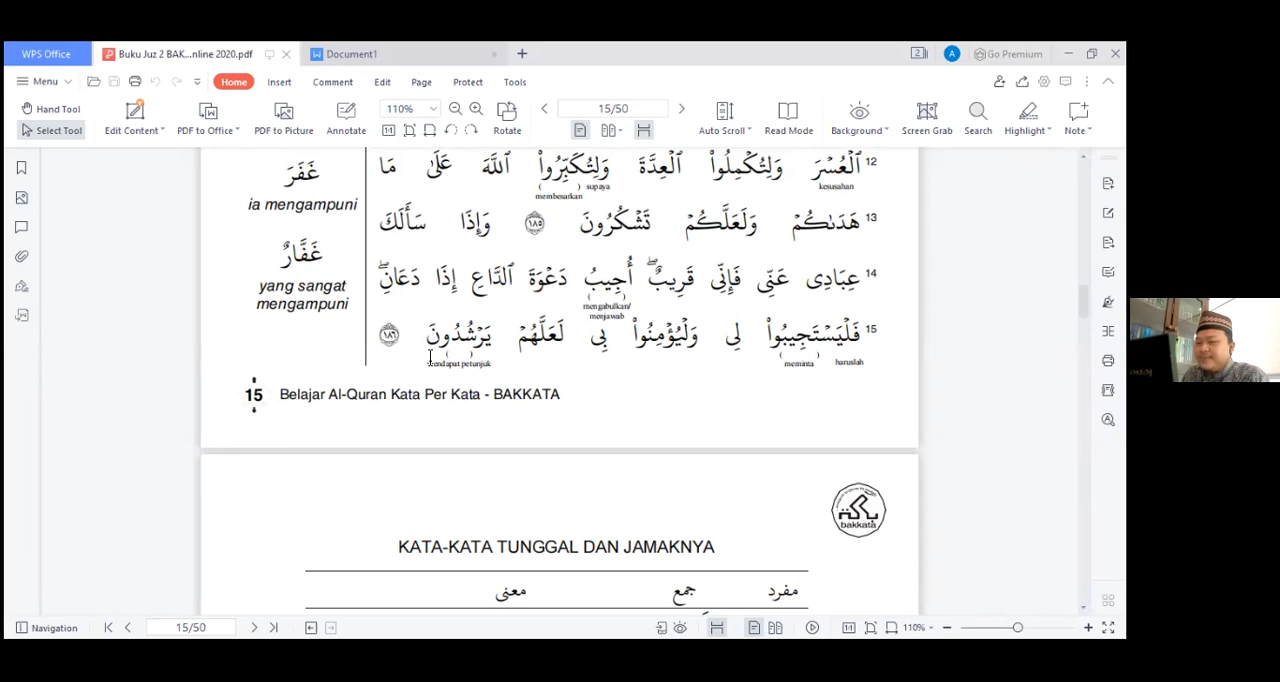 WPS Office
Buku Juz 2 BAK...nline 2020.pdf
Document1
2
A
Go Premium
Menu
Home
Insert
Comment
Edit
Page
Protect
Tools
Hand Tool
Select Tool
Edit Content
PDF to Office
PDF to Picture
Annotate
110%
Rotate
15/50
Auto Scroll
Read Mode
Background
Screen Grab
Search
Highlight
Note
غَفَرَ
ia mengampuni
غَفَّارٌ
yang sangat
mengampuni
12 ٱلۡعُسۡرَ وَلِتُكۡمِلُواْ ٱلۡعِدَّةَ وَلِتُكَبِّرُواْ ٱللَّهَ عَلَىٰ مَا
kesusahan
( ) supaya
membesarkan
13 هَدَىٰكُمۡ وَلَعَلَّكُمۡ تَشۡكُرُونَ ١٨٥ وَإِذَا سَأَلَكَ
14 عِبَادِى عَنِّى فَإِنِّى قَرِيبٌۖ أُجِيبُ دَعۡوَةَ ٱلدَّاعِ إِذَا دَعَانِۖ
( )
mengabulkan/
menjawab
15 فَلۡيَسۡتَجِيبُواْ لِى وَلۡيُؤۡمِنُواْ بِى لَعَلَّهُمۡ يَرۡشُدُونَ ١٨٦
haruslah
( )
meminta
( )
endapat petunjuk
15 Belajar Al-Quran Kata Per Kata - BAKKATA
bakkata
KATA-KATA TUNGGAL DAN JAMAKNYA
مفرد جمع معنى
Navigation
15/50
110%